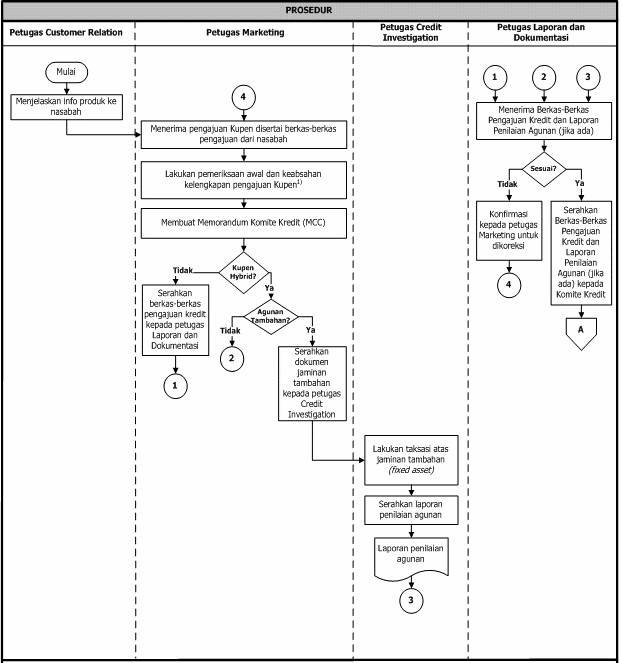 PROSEDUR
Petugas Customer Relation
Petugas Marketing
Petugas Credit
Investigation
Petugas Laporan dan
Dokumentasi
Mulai
Menjelaskan info produk ke
nasabah
4
Menerima pengajuan Kupen disertai berkas-berkas
pengajuan dari nasabah
Lakukan pemeriksaan awal dan keabsahan
kelengkapan pengajuan Kupen1)
Membuat Memorandum Komite Kredit (MCC)
Kupen
Hybrid?
Tidak
Ya
Serahkan
berkas-berkas
pengajuan kredit
kepada petugas
Laporan dan
Dokumentasi
1
Agunan
Tambahan?
Tidak
Ya
2
Serahkan
dokumen
jaminan
tambahan
kepada petugas
Credit
Investigation
Lakukan taksasi atas
jaminan tambahan
(fixed asset)
Serahkan laporan
penilaian agunan
Laporan penilaian
agunan
3
1
2
3
Menerima Berkas-Berkas
Pengajuan Kredit dan Laporan
Penilaian Agunan (jika ada)
Sesuai?
Tidak
Ya
Konfirmasi
kepada petugas
Marketing untuk
dikoreksi
4
Serahkan
Berkas-Berkas
Pengajuan
Kredit dan
Laporan
Penilaian
Agunan (jika
ada) kepada
Komite Kredit
A